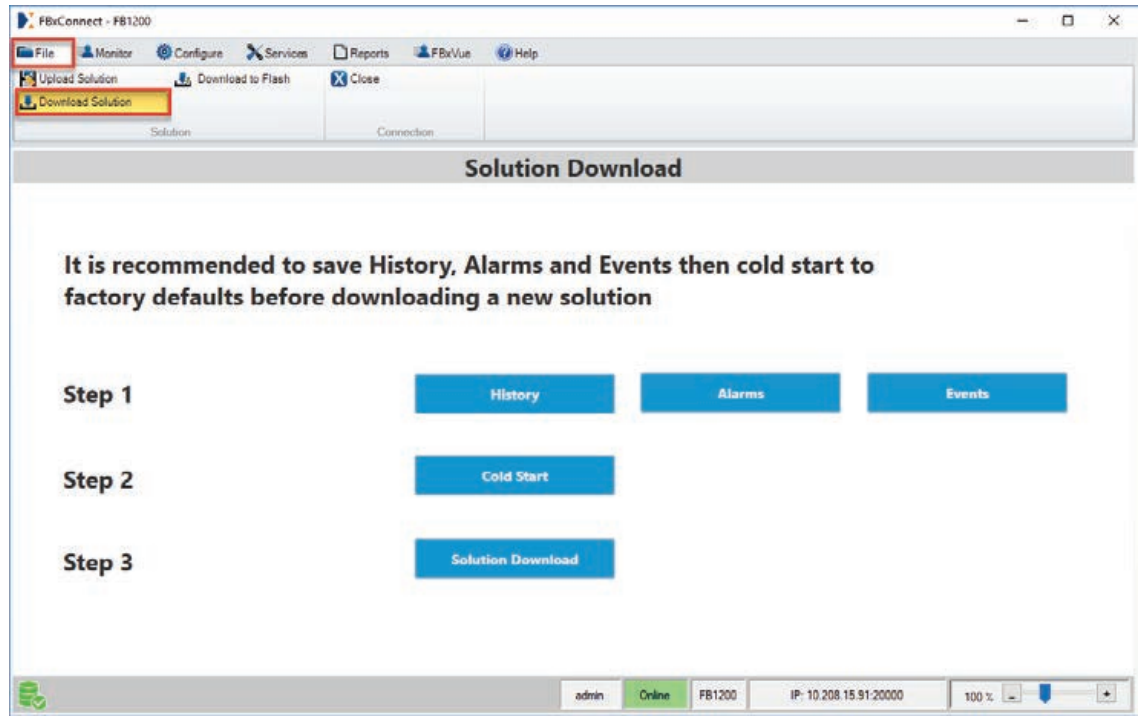 FBxConnect - FB1200
File Monitor Configure Services Reports FBxVue Help
Upload Solution Download to Flash Close
Download Solution
Solution Connection
Solution Download
It is recommended to save History, Alarms and Events then cold start to
factory defaults before downloading a new solution
Step 1 History Alarms Events
Step 2 Cold Start
Step 3 Solution Download
admin Online FB1200 IP: 10.208.15.91:20000 100 % - +